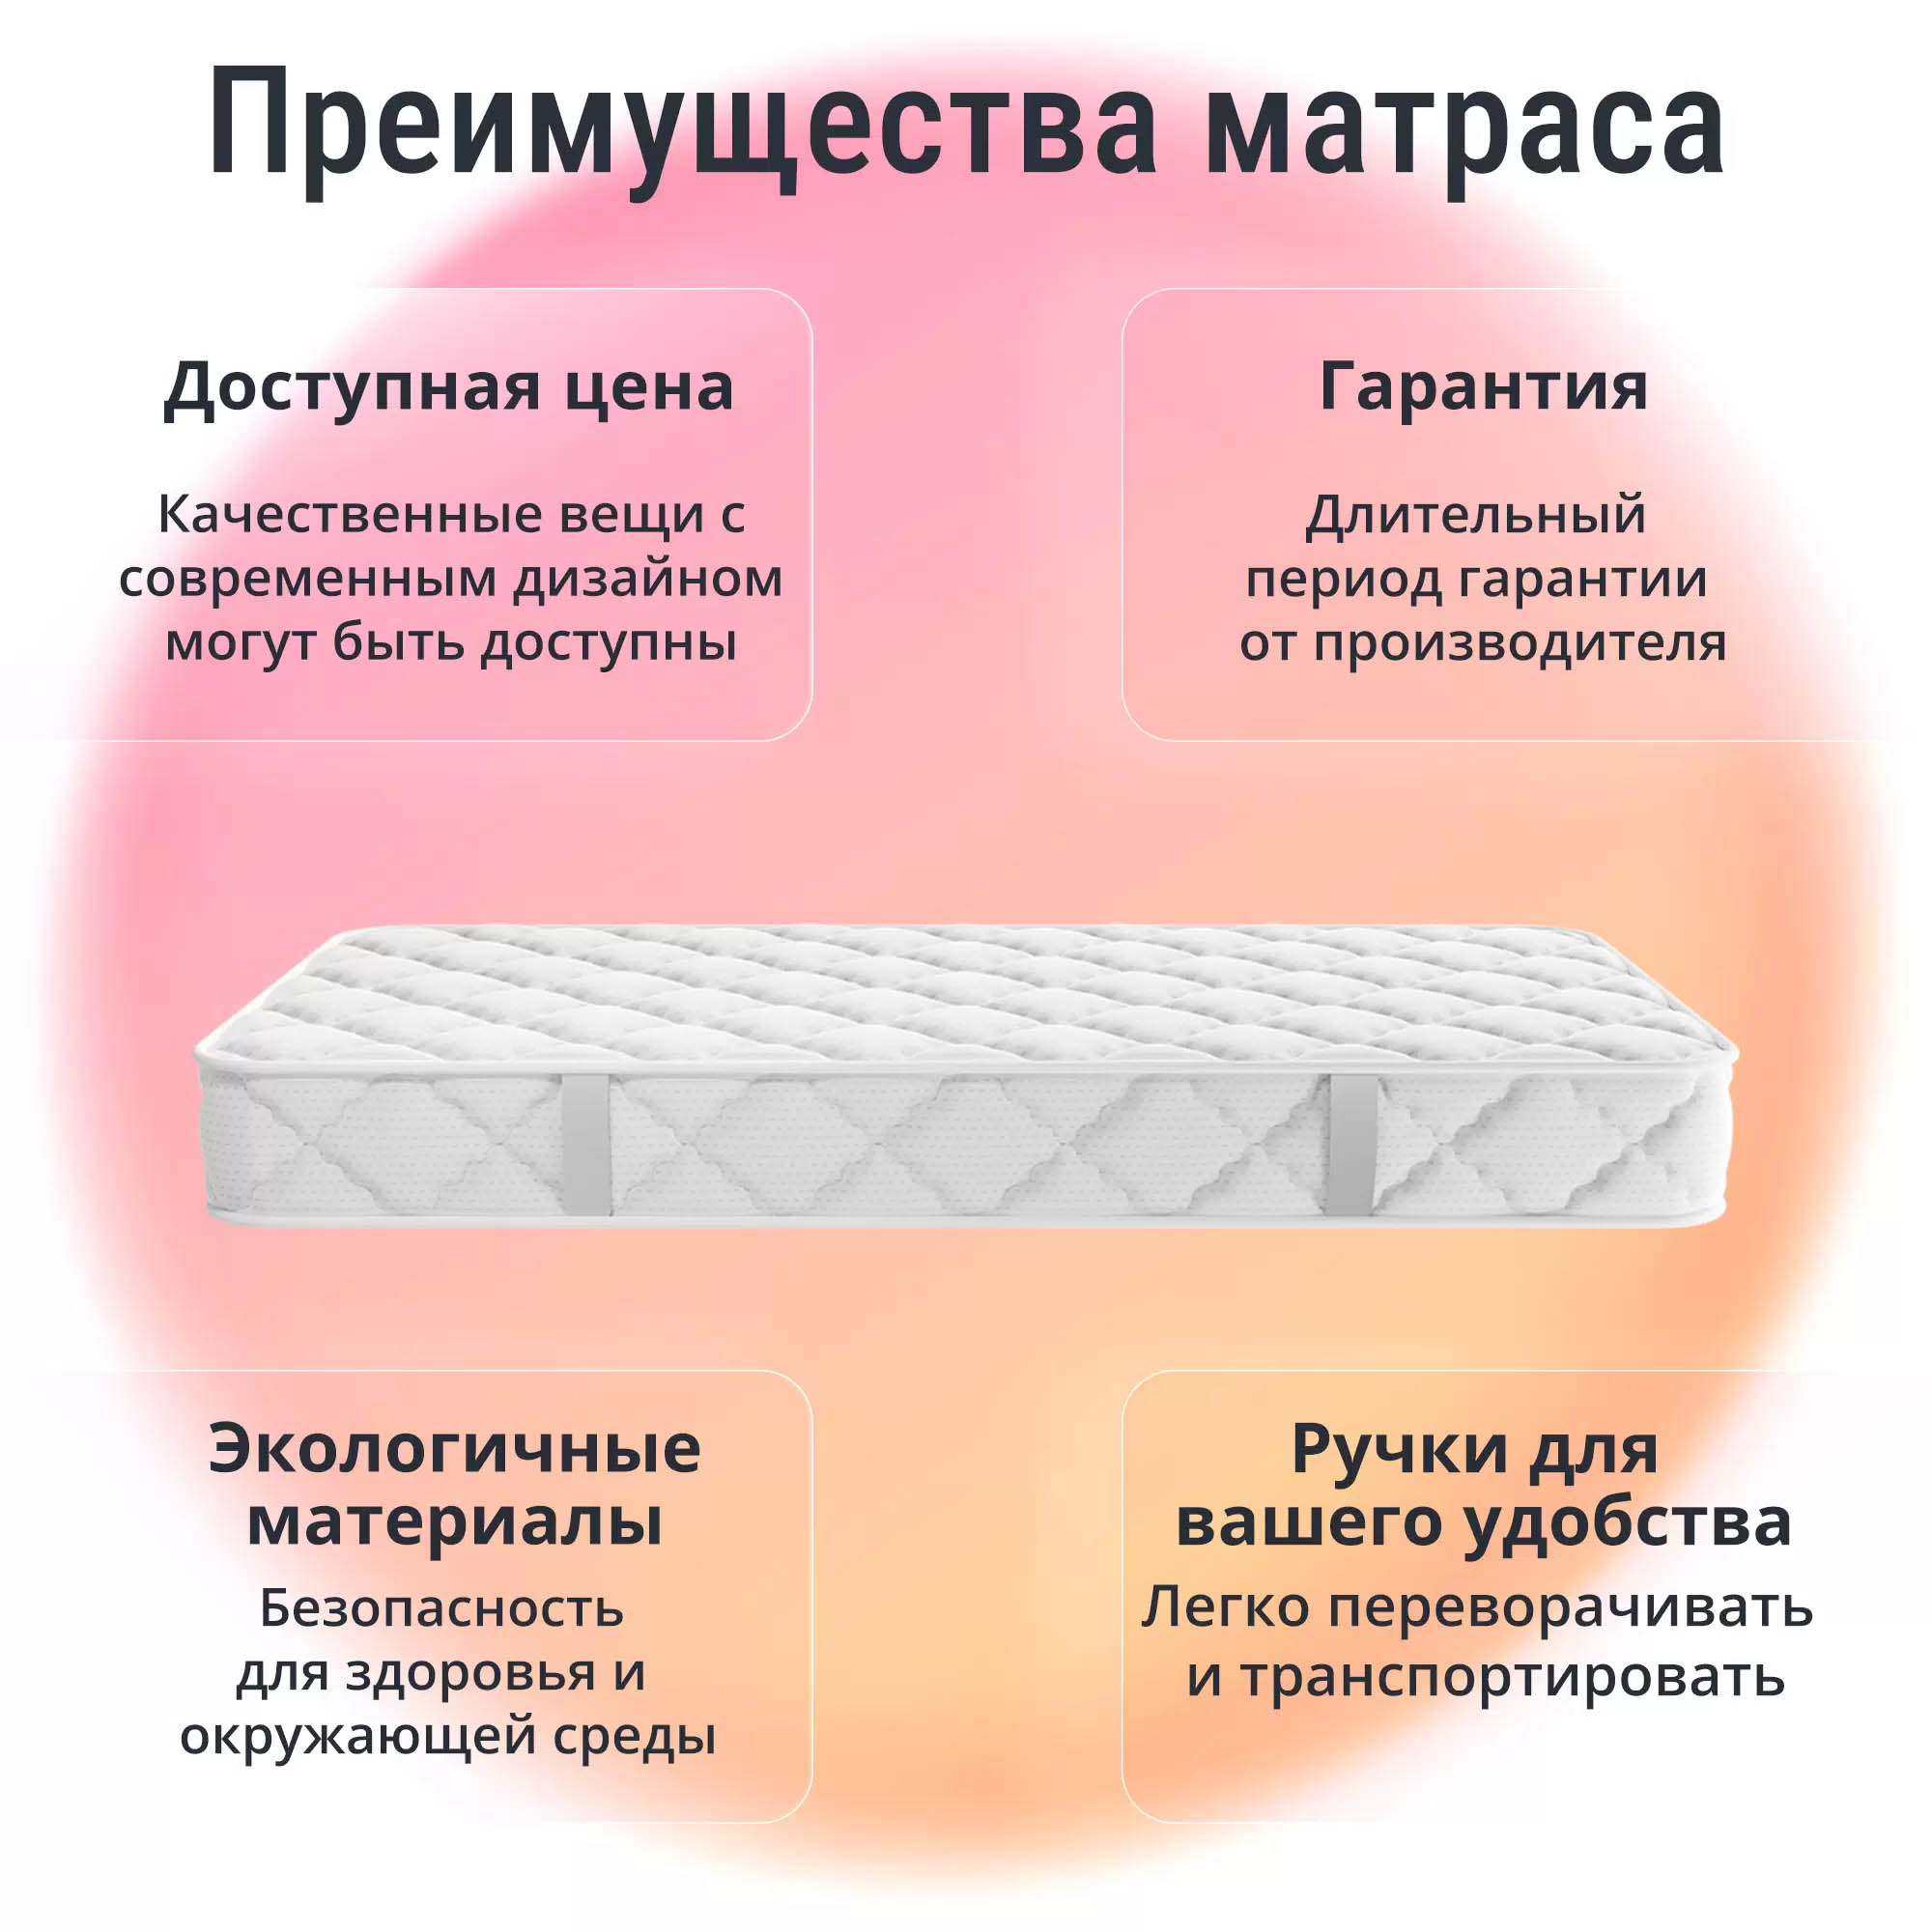 Преимущества матраса
Доступная цена
Качественные вещи с
современным дизайном
могут быть доступны
Гарантия
Длительный
период гарантии
от производителя
Экологичные
материалы
Безопасность
для здоровья и
окружающей среды
Ручки для
вашего удобства
Легко переворачивать
и транспортировать